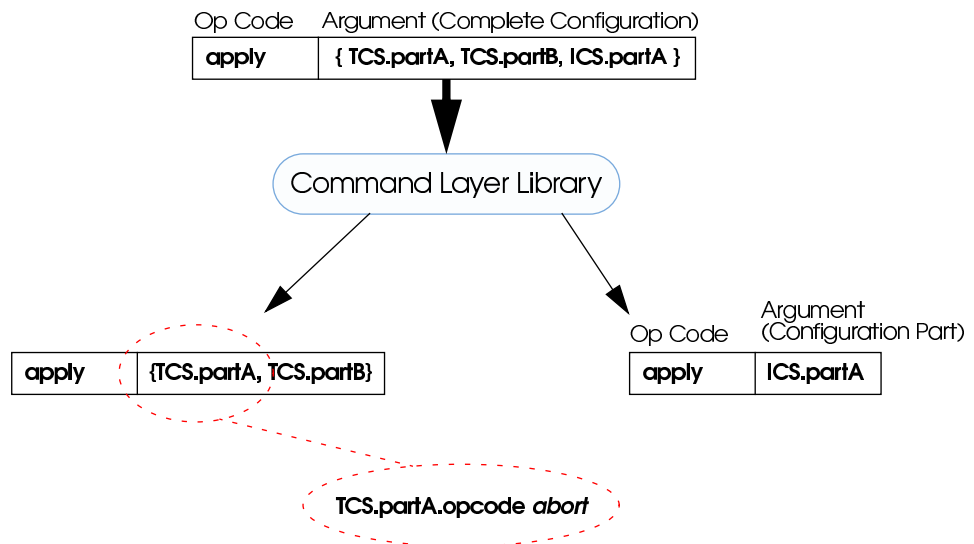 Op Code Argument (Complete Configuration)
apply { TCS.partA, TCS.partB, ICS.partA }
Command Layer Library
Argument
(Configuration Part)
Op Code
apply {TCS.partA, TCS.partB}
apply ICS.partA
TCS.partA.opcode abort